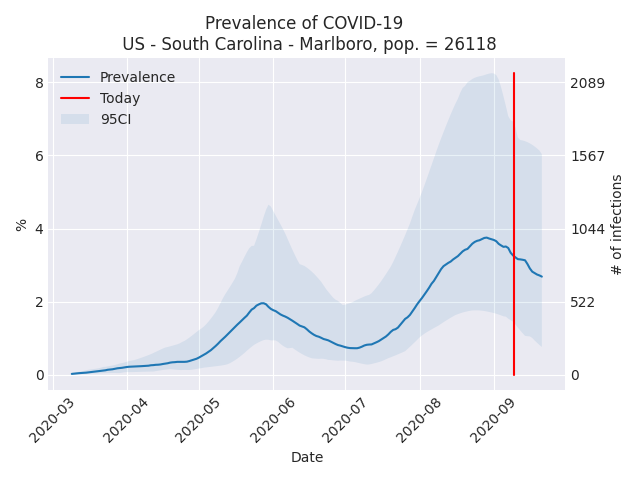 Prevalence of COVID-19
US - South Carolina - Marlboro, pop. = 26118
Prevalence
Today
95CI
%
8
6
4
2
0
2089
1567
1044
522
0
# of infections
2020-03
2020-04
2020-05
2020-06
2020-07
2020-08
2020-09
Date